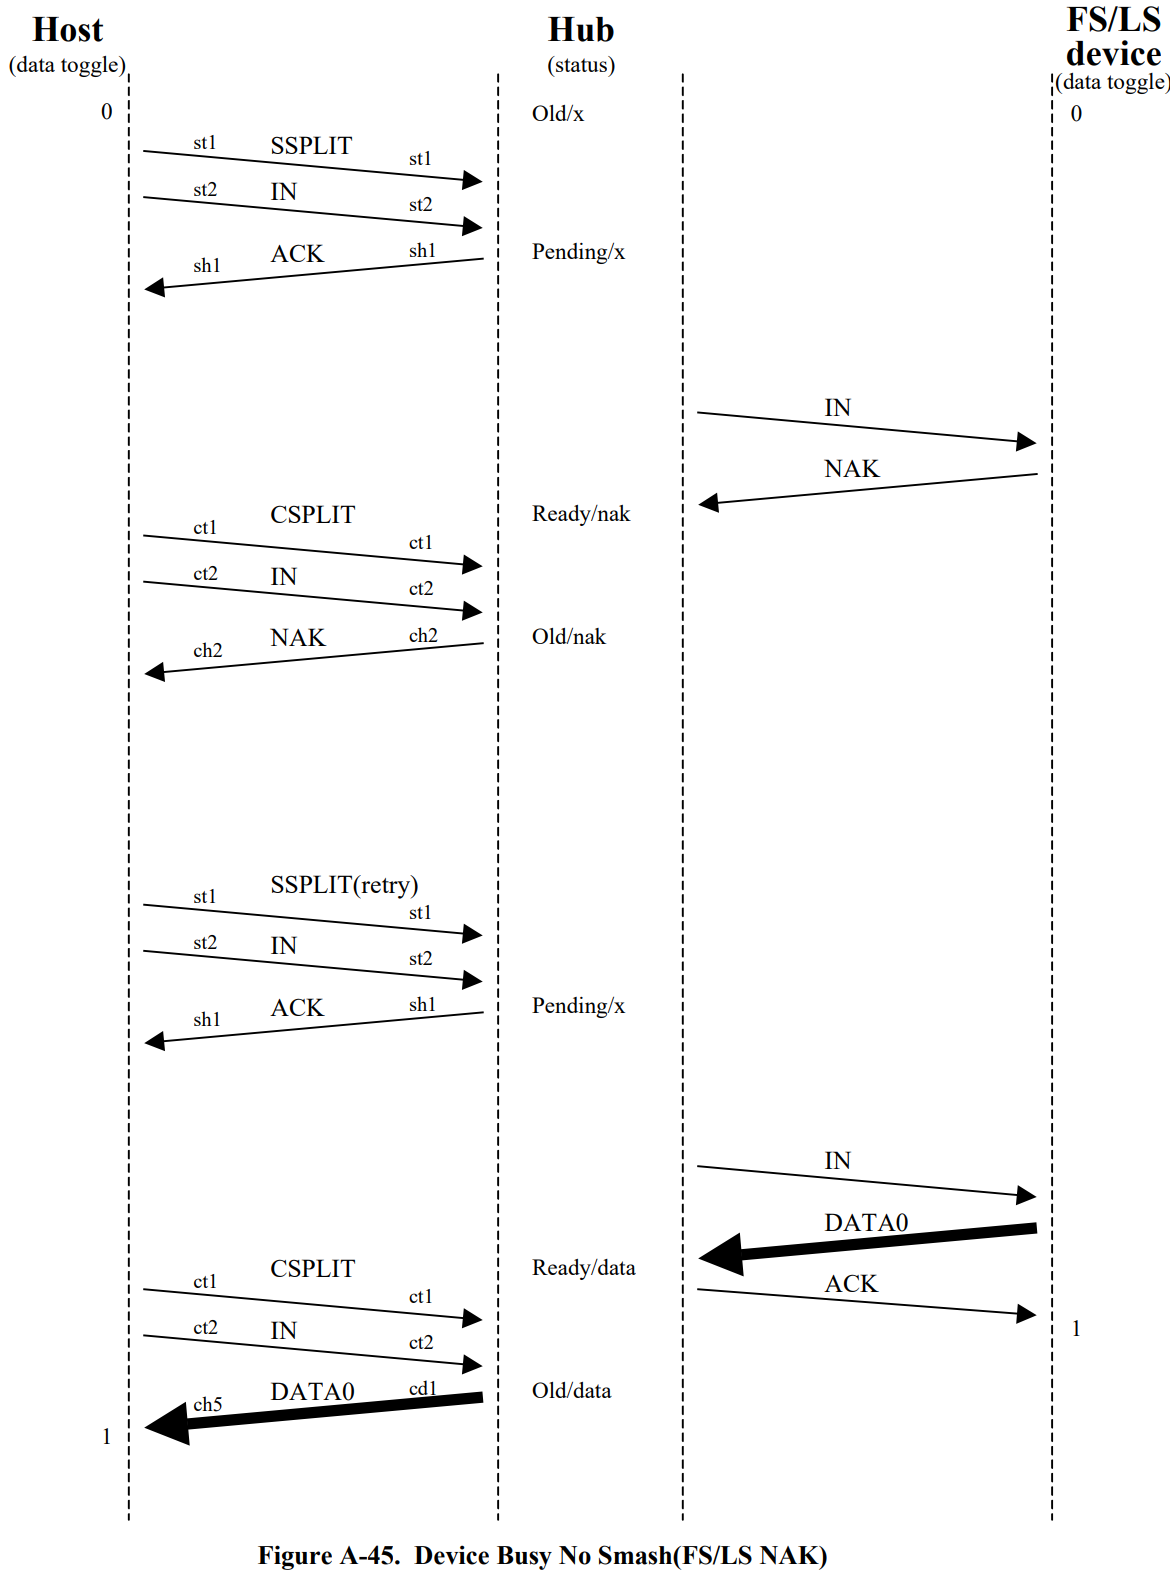 Host
(data toggle)
Hub
(status)
FS/LS
device
(data toggle)
0
Old/x
0
st1 SSPLIT st1
st2 IN st2
sh1 ACK sh1
Pending/x
IN
NAK
CSPLIT
ct1 ct1
Ready/nak
ct2 IN ct2
ch2 NAK ch2
Old/nak
SSPLIT(retry)
st1 st1
st2 IN st2
sh1 ACK sh1
Pending/x
IN
DATA0
CSPLIT
ct1 ct1
Ready/data
ACK
ct2 IN ct2
1
ch5 DATA0 cd1
Old/data
1
Figure A-45. Device Busy No Smash(FS/LS NAK)